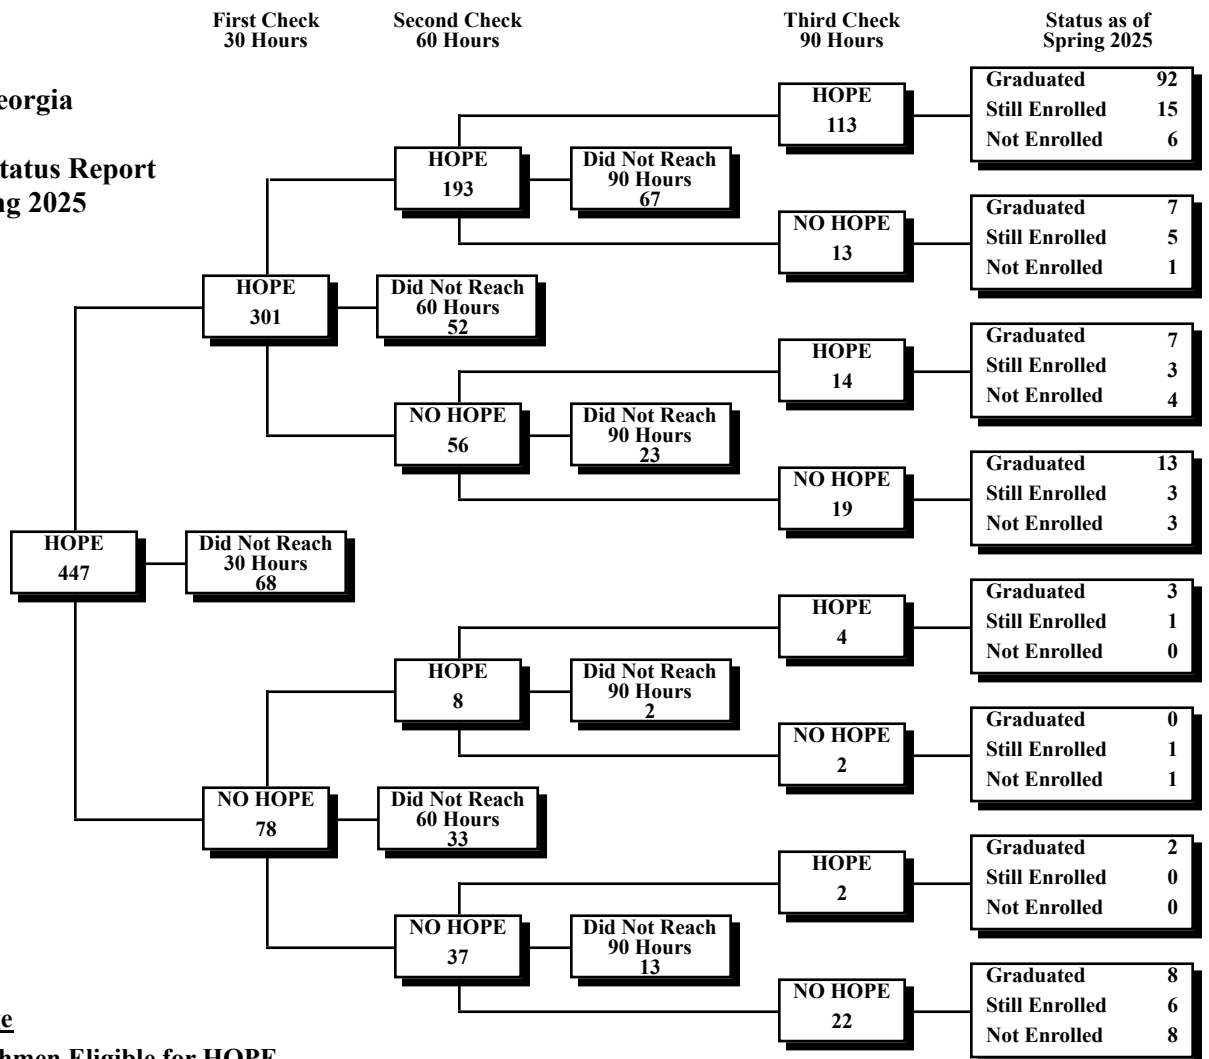 First Check
30 Hours
Second Check
60 Hours
Third Check
90 Hours
Status as of
Spring 2025
Report
2025
HOPE
447
Did Not Reach
30 Hours
68
HOPE
301
Did Not Reach
60 Hours
52
NO HOPE
78
Did Not Reach
60 Hours
33
HOPE
193
Did Not Reach
90 Hours
67
NO HOPE
56
Did Not Reach
90 Hours
23
HOPE
8
Did Not Reach
90 Hours
2
NO HOPE
37
Did Not Reach
90 Hours
13
HOPE
113
Graduated 92
Still Enrolled 15
Not Enrolled 6
NO HOPE
13
Graduated 7
Still Enrolled 5
Not Enrolled 1
HOPE
14
Graduated 7
Still Enrolled 3
Not Enrolled 4
NO HOPE
19
Graduated 13
Still Enrolled 3
Not Enrolled 3
HOPE
4
Graduated 3
Still Enrolled 1
Not Enrolled 0
NO HOPE
2
Graduated 0
Still Enrolled 1
Not Enrolled 1
HOPE
2
Graduated 2
Still Enrolled 0
Not Enrolled 0
NO HOPE
22
Graduated 8
Still Enrolled 6
Not Enrolled 8
Eligible for HOPE